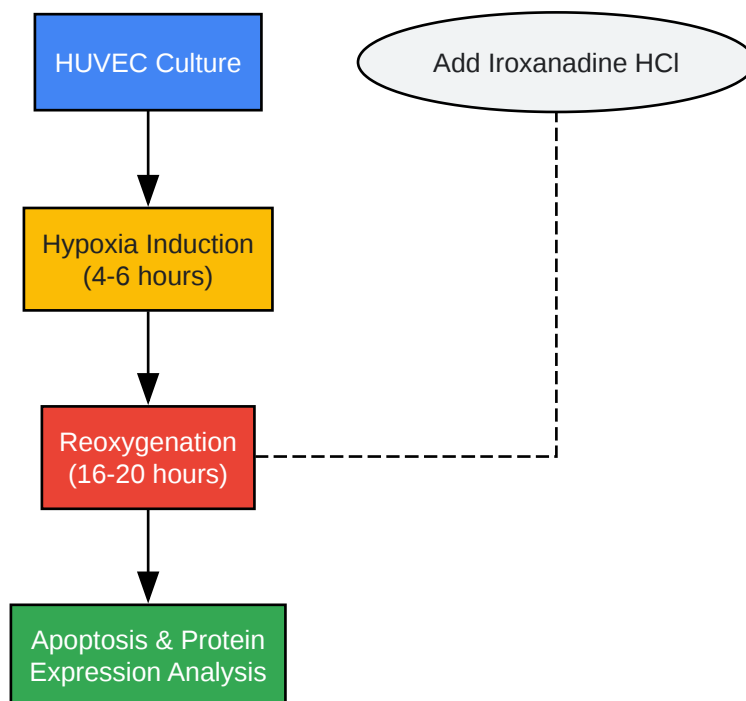 HUVEC Culture
Add Iroxanadine HCl
Hypoxia Induction
(4-6 hours)
Reoxygenation
(16-20 hours)
Apoptosis & Protein
Expression Analysis